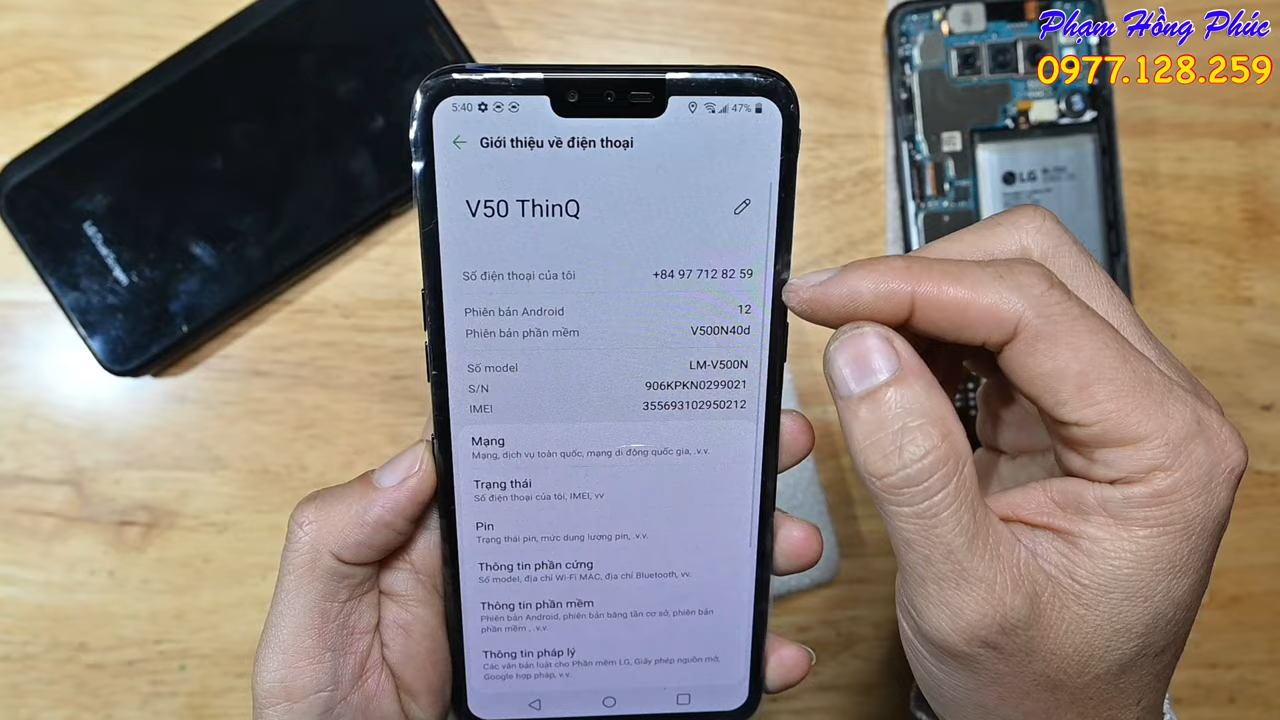 Phạm Hồng Phúc
0977.128.259
5:40
47%
Giới thiệu về điện thoại
V50 ThinQ
Số điện thoại của tôi
+84 97 712 82 59
Phiên bản Android
12
Phiên bản phần mềm
V500N40d
Số model
LM-V500N
S/N
906KPKN0299021
IMEI
355693102950212
Mạng
Mạng, dịch vụ toàn quốc, mạng di động quốc gia, .v.v.
Trạng thái
Số điện thoại của tôi, IMEI, vv
Pin
Trạng thái pin, mức dung lượng pin, .v.v.
Thông tin phần cứng
Số model, địa chỉ Wi-Fi MAC, địa chỉ Bluetooth, vv.
Thông tin phần mềm
Phiên bản Android, phiên bản băng tần cơ sở, phiên bản
phần mềm , .v.v.
Thông tin pháp lý
Các văn bản luật cho Phần mềm LG, Giấy phép nguồn mở,
Google hợp pháp, v.v.
LG